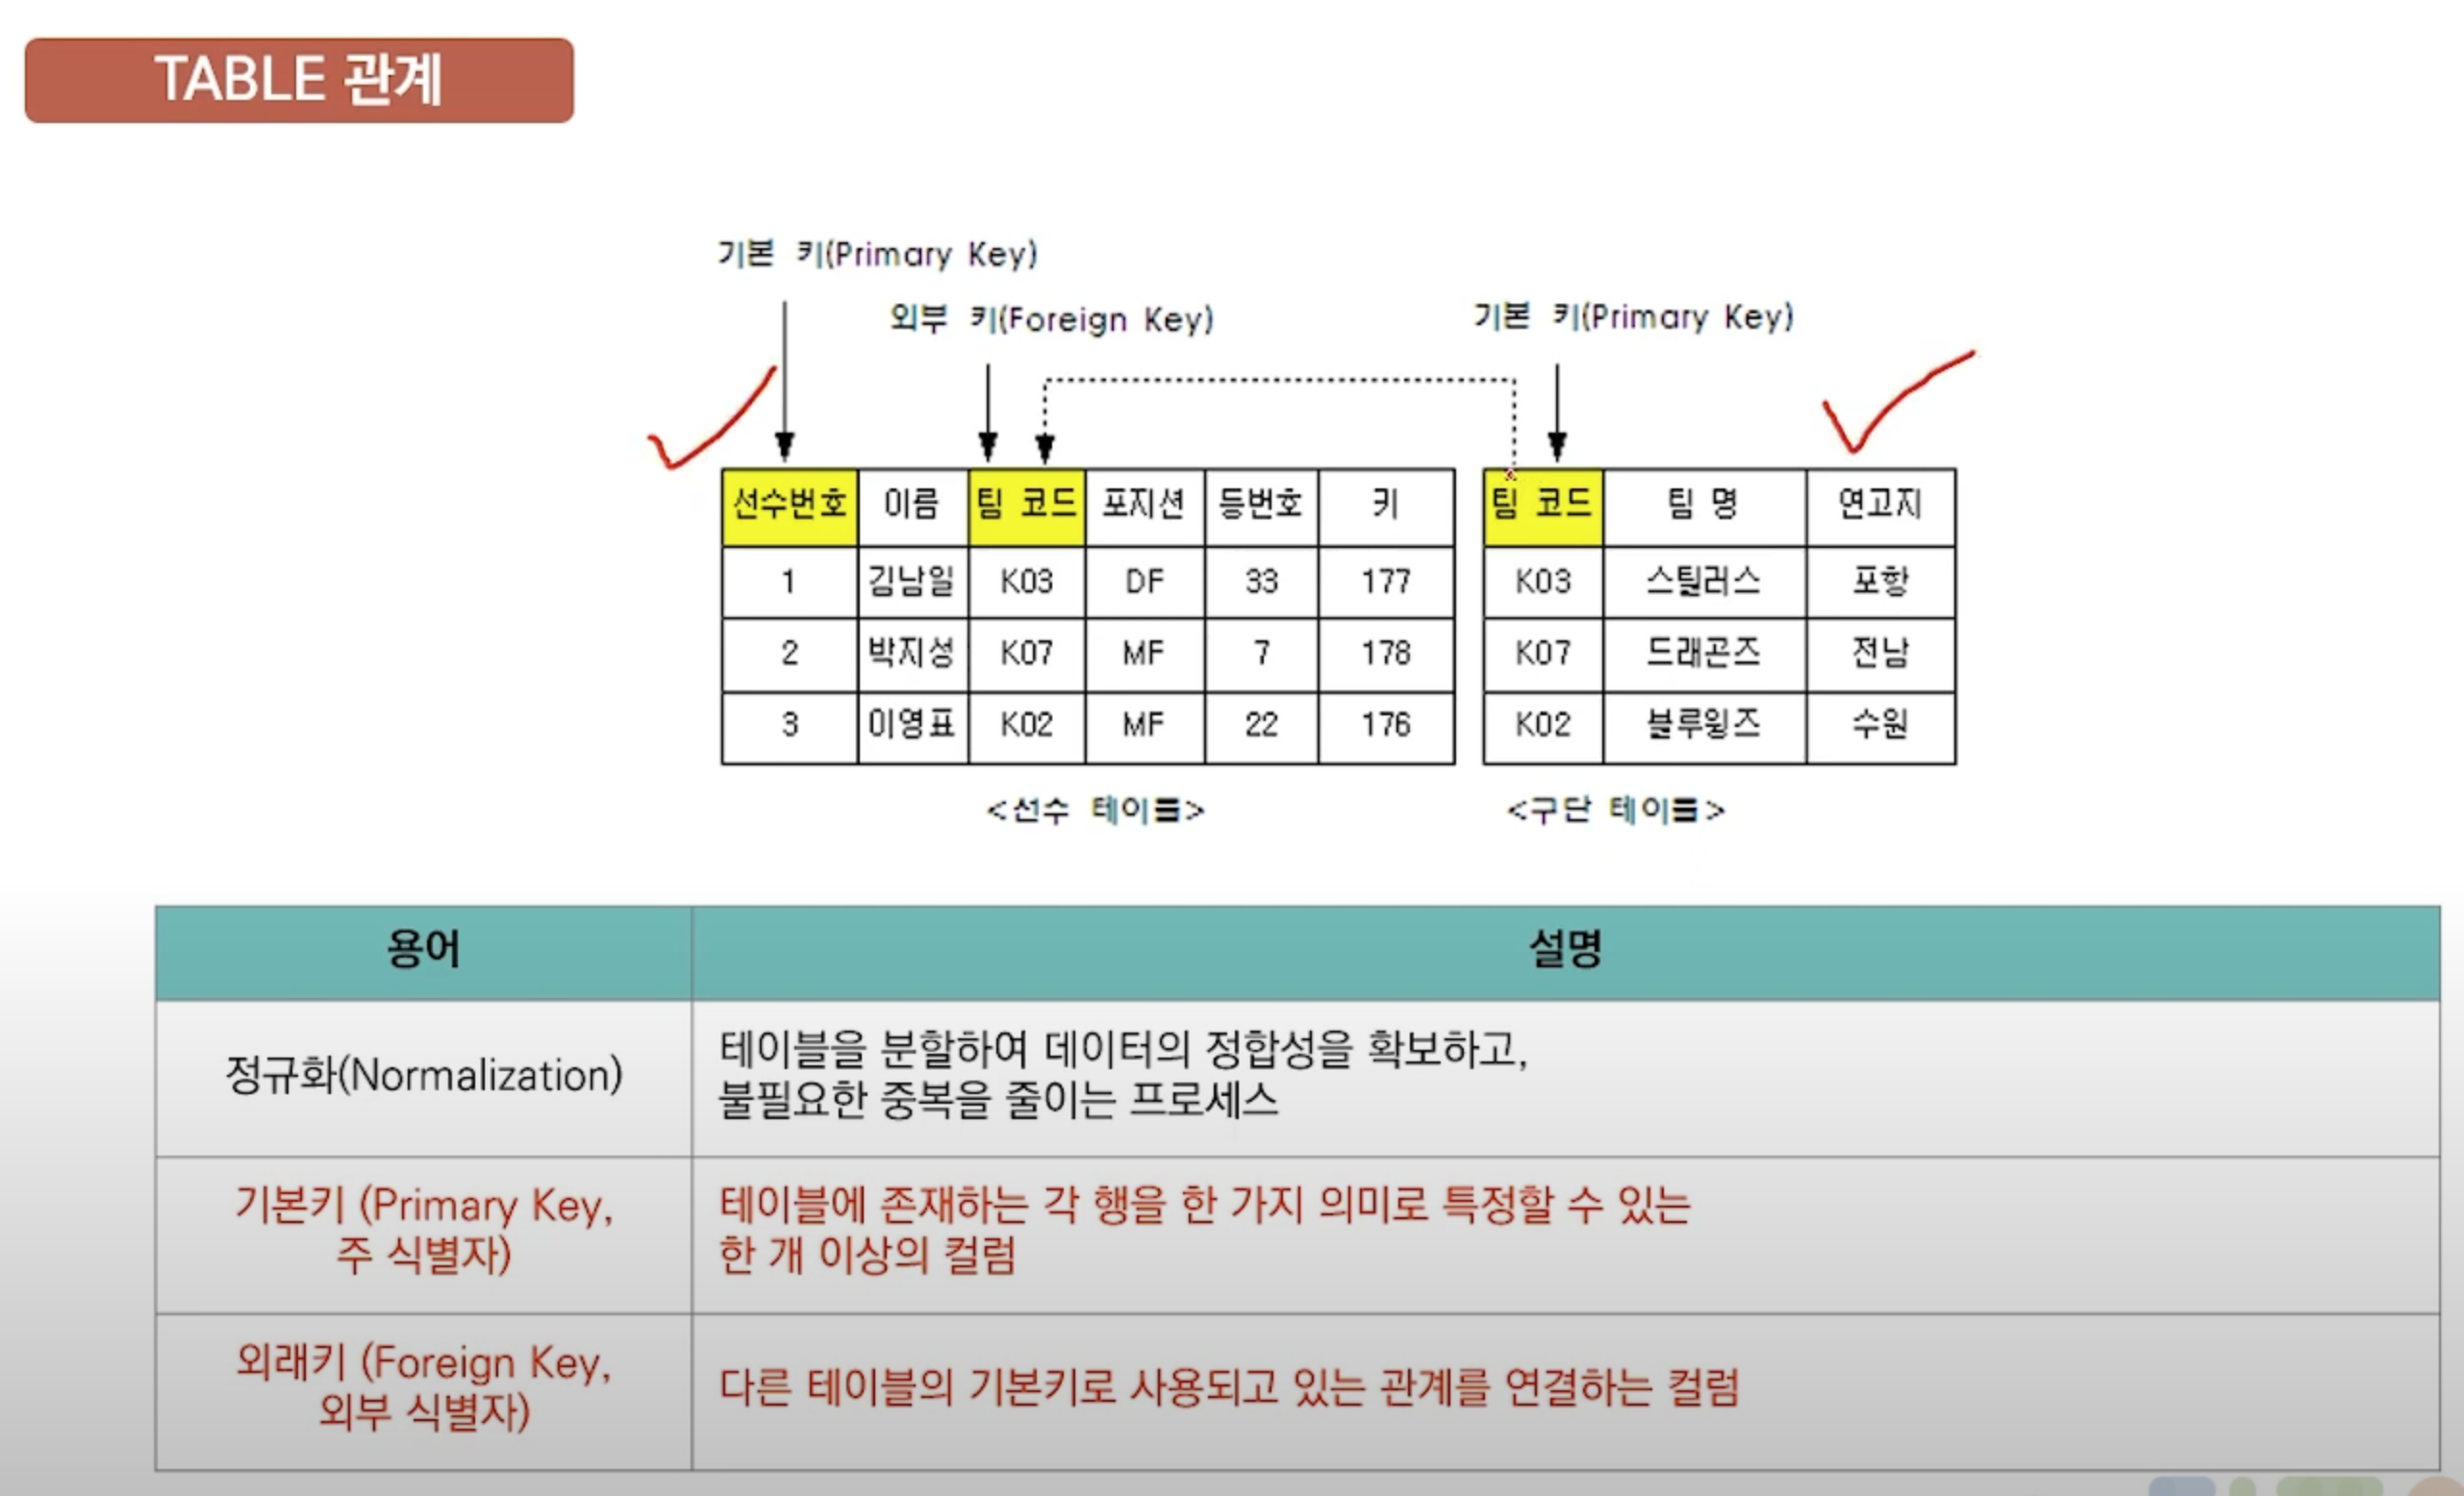 TABLE 관계
기본 키(Primary Key)
외부 키(Foreign Key)
기본 키(Primary Key)
선수번호 이름 팀 코드 포지션 등번호 키
1 김남일 K03 DF 33 177
2 박지성 K07 MF 7 178
3 이영표 K02 MF 22 176
<선수 테이블>
팀 코드 팀 명 연고지
K03 스틸러스 포항
K07 드래곤즈 전남
K02 블루윙즈 수원
<구단 테이블>
용어 설명
정규화(Normalization)
테이블을 분할하여 데이터의 정합성을 확보하고,
불필요한 중복을 줄이는 프로세스
기본키 (Primary Key,
주 식별자)
테이블에 존재하는 각 행을 한 가지 의미로 특정할 수 있는
한 개 이상의 컬럼
외래키 (Foreign Key,
외부 식별자)
다른 테이블의 기본키로 사용되고 있는 관계를 연결하는 컬럼